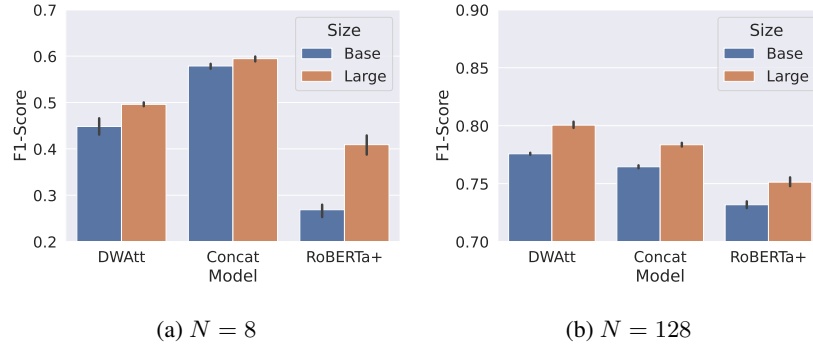 0.7
0.6
0.5
0.4
0.3
0.2
F1-Score
Size
Base
Large
DWAtt
Concat
RoBERTa+
Model
(a) N = 8
0.90
0.85
0.80
0.75
0.70
F1-Score
Size
Base
Large
DWAtt
Concat
RoBERTa+
Model
(b) N = 128